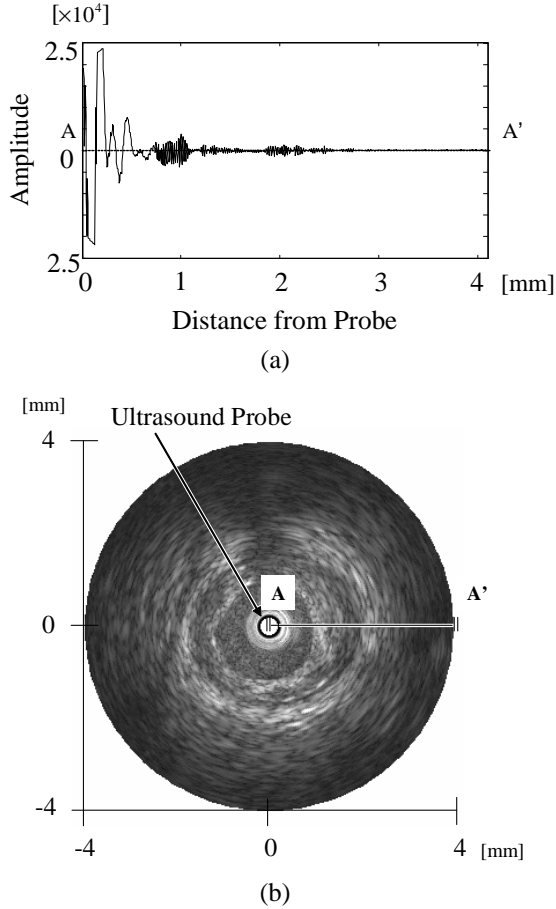 [×10⁴]
2.5
A
0
2.5
Amplitude
A'
0 1 2 3 4 [mm]
Distance from Probe
(a)
[mm]
Ultrasound Probe
4
A
A'
0
-4
-4 0 4 [mm]
(b)